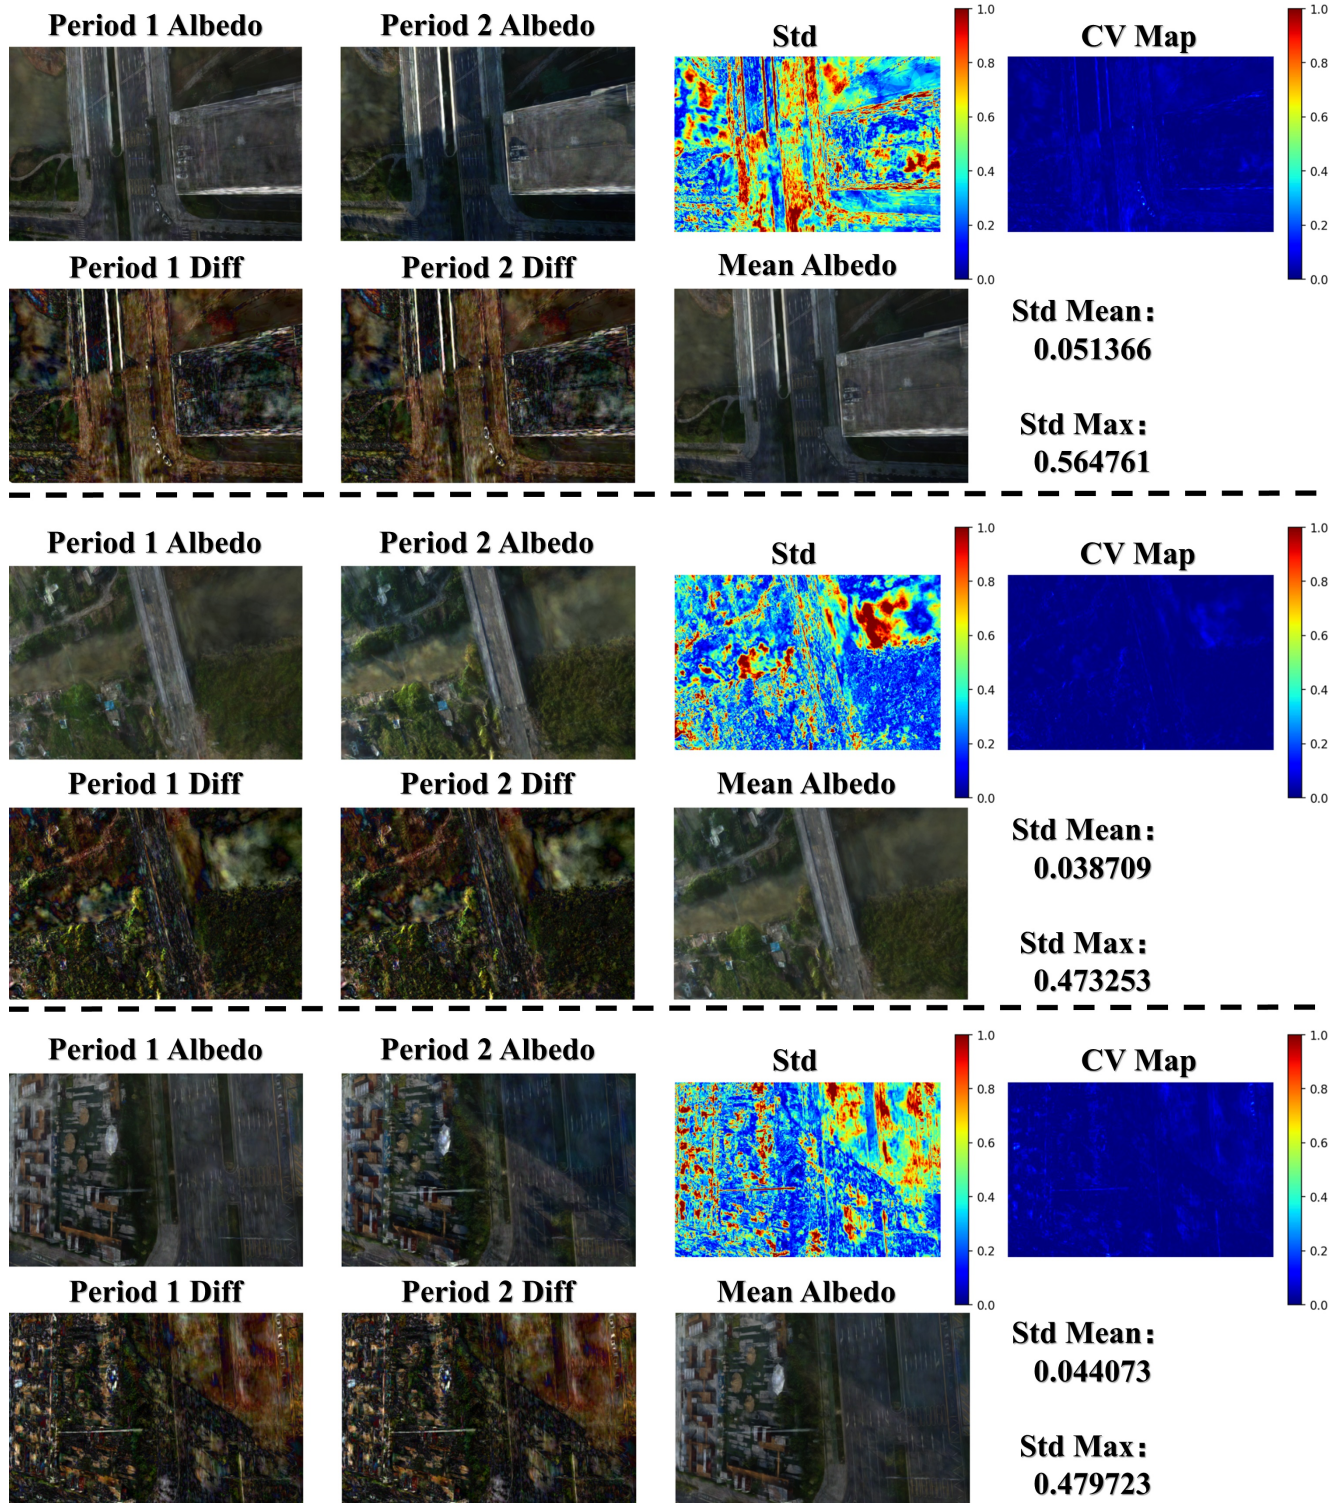 Period 1 Albedo
Period 2 Albedo
Std
1.0
0.8
0.6
0.4
0.2
0.0
CV Map
1.0
0.8
0.6
0.4
0.2
0.0
Period 1 Diff
Period 2 Diff
Mean Albedo
Std Mean:
0.051366
Std Max:
0.564761
Period 1 Albedo
Period 2 Albedo
Std
1.0
0.8
0.6
0.4
0.2
0.0
CV Map
1.0
0.8
0.6
0.4
0.2
0.0
Period 1 Diff
Period 2 Diff
Mean Albedo
Std Mean:
0.038709
Std Max:
0.473253
Period 1 Albedo
Period 2 Albedo
Std
1.0
0.8
0.6
0.4
0.2
0.0
CV Map
1.0
0.8
0.6
0.4
0.2
0.0
Period 1 Diff
Period 2 Diff
Mean Albedo
Std Mean:
0.044073
Std Max:
0.479723